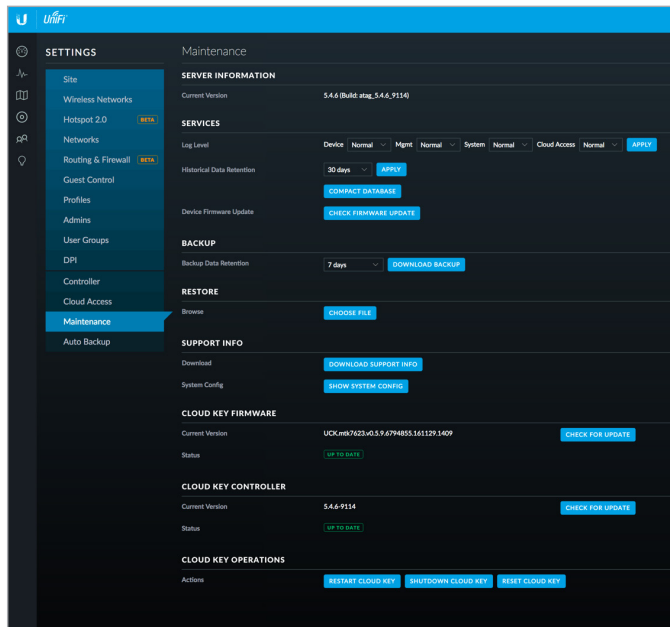 U UniFi
SETTINGS
Site
Wireless Networks
Hotspot 2.0 BETA
Networks
Routing & Firewall BETA
Guest Control
Profiles
Admins
User Groups
DPI
Controller
Cloud Access
Maintenance
Auto Backup
Maintenance
SERVER INFORMATION
Current Version 5.4.6 (Build: atag_5.4.6_9114)
SERVICES
Log Level Device Normal Mgmt Normal System Normal Cloud Access Normal APPLY
Historical Data Retention 30 days APPLY
COMPACT DATABASE
Device Firmware Update CHECK FIRMWARE UPDATE
BACKUP
Backup Data Retention 7 days DOWNLOAD BACKUP
RESTORE
Browse CHOOSE FILE
SUPPORT INFO
Download DOWNLOAD SUPPORT INFO
System Config SHOW SYSTEM CONFIG
CLOUD KEY FIRMWARE
Current Version UCK.mtk7623.v0.5.9.6794855.161129.1409 CHECK FOR UPDATE
Status UP TO DATE
CLOUD KEY CONTROLLER
Current Version 5.4.6-9114 CHECK FOR UPDATE
Status UP TO DATE
CLOUD KEY OPERATIONS
Actions RESTART CLOUD KEY SHUTDOWN CLOUD KEY RESET CLOUD KEY